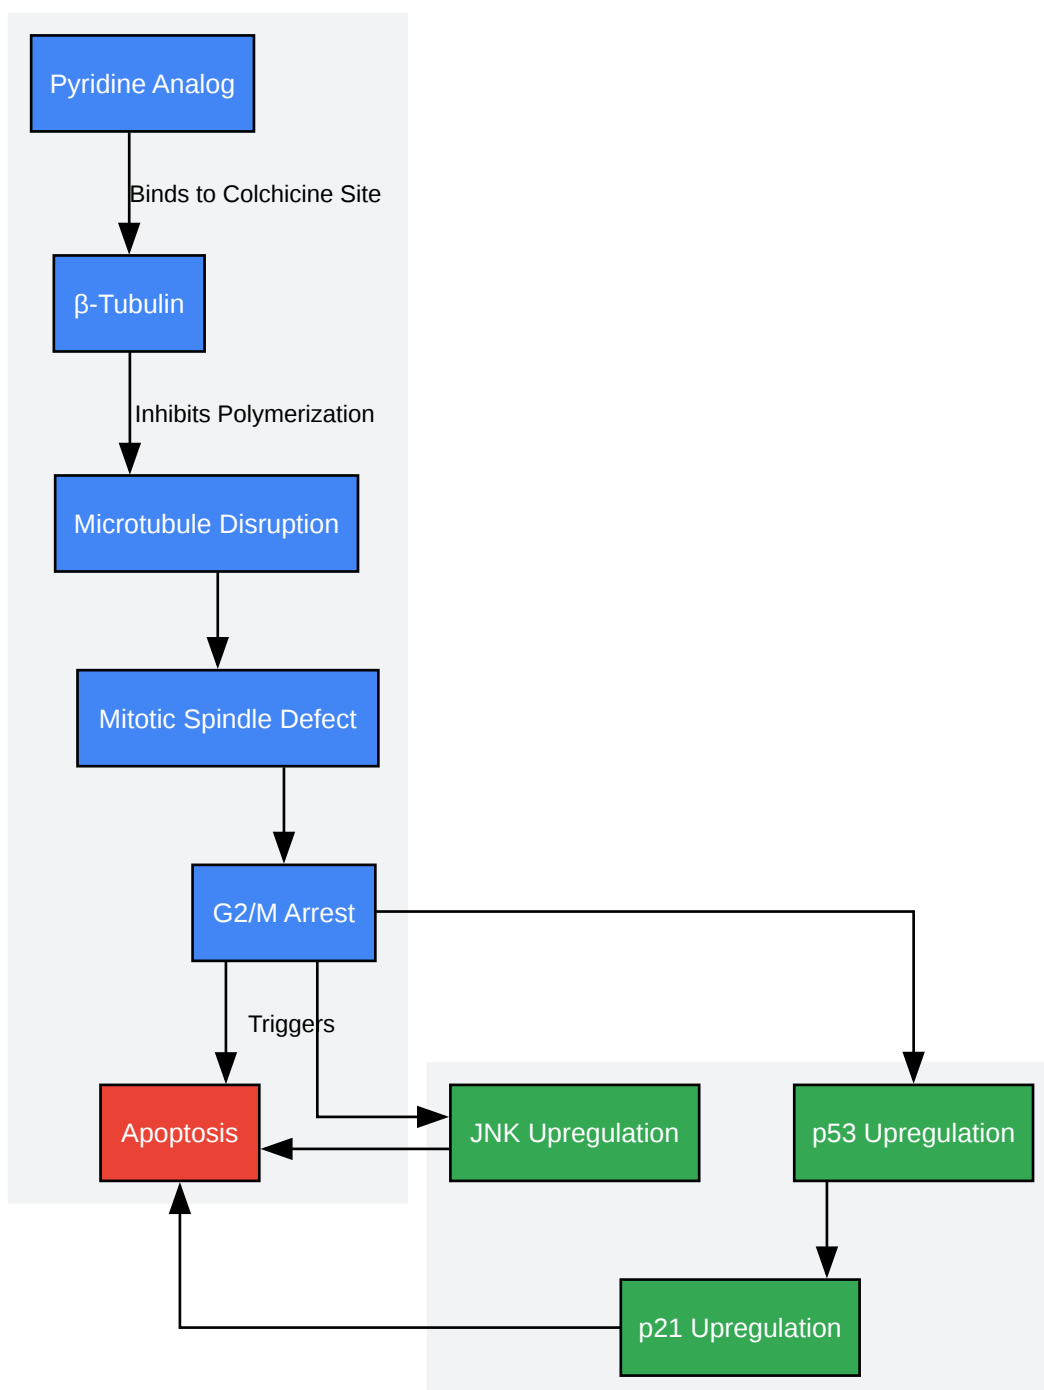 Pyridine Analog
Binds to Colchicine Site
β-Tubulin
Inhibits Polymerization
Microtubule Disruption
Mitotic Spindle Defect
G2/M Arrest
Triggers
Apoptosis
JNK Upregulation
p53 Upregulation
p21 Upregulation